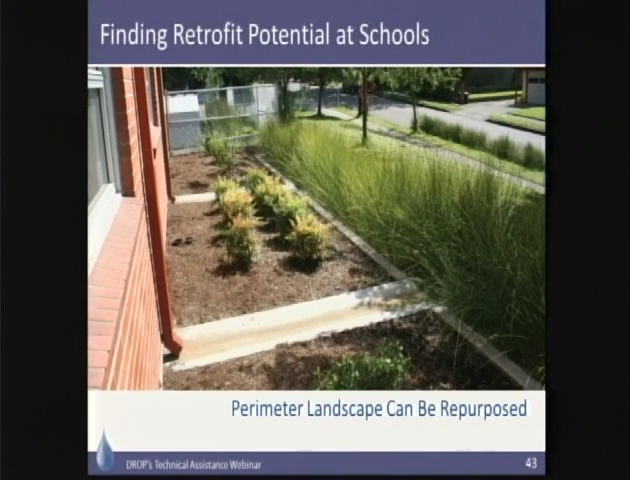 Finding Retrofit Potential at Schools
Perimeter Landscape Can Be Repurposed
DROP's Technical Assistance Webinar
43